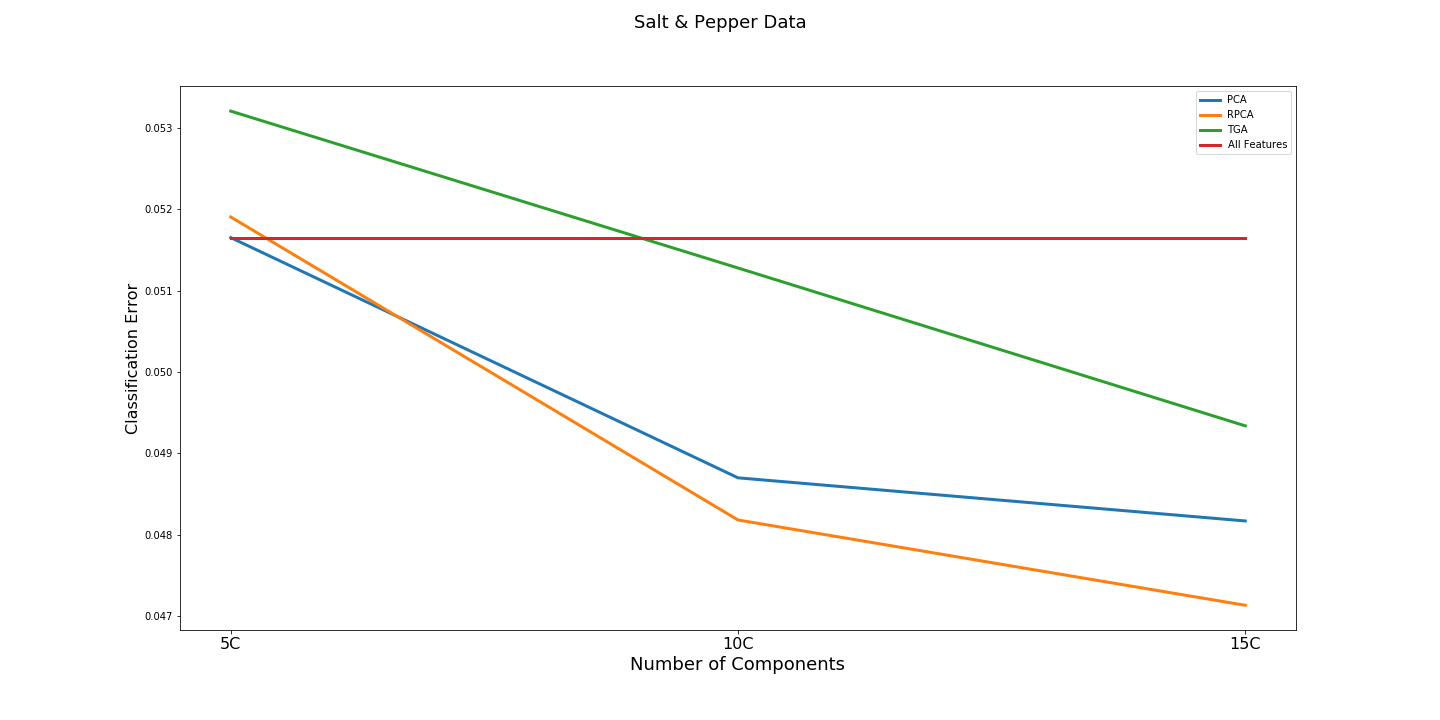 Salt & Pepper Data
PCA
RPCA
TGA
All Features
Classification Error
0.053
0.052
0.051
0.050
0.049
0.048
0.047
5C 10C 15C
Number of Components